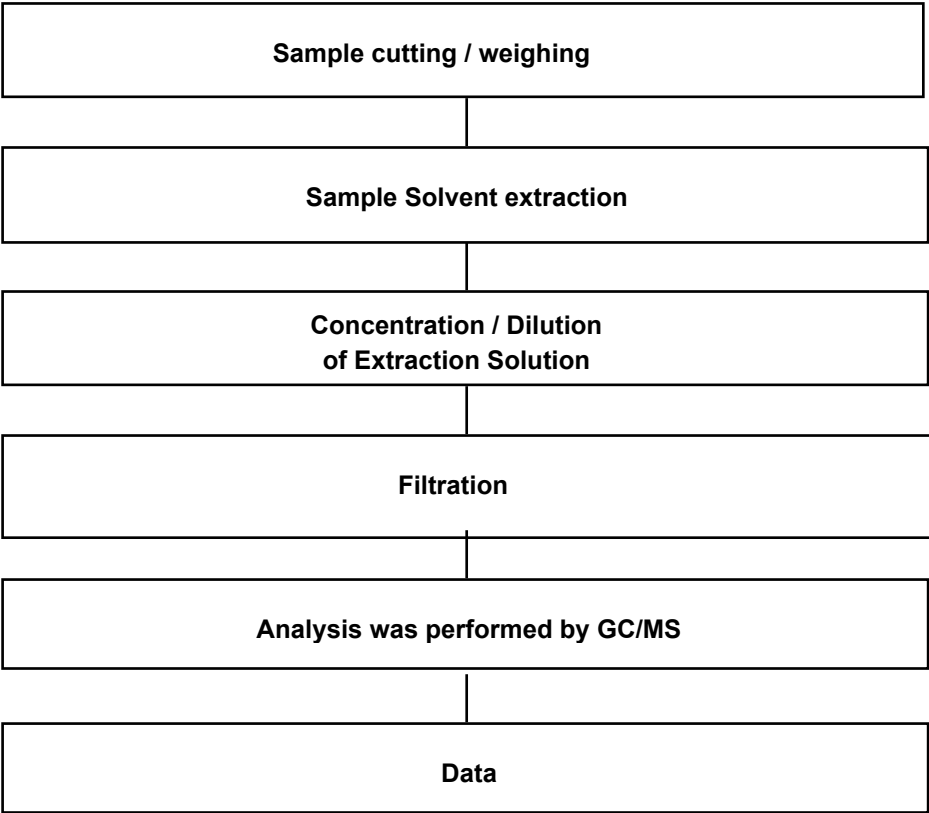 Sample cutting / weighing
Sample Solvent extraction
Concentration / Dilution
of Extraction Solution
Filtration
Analysis was performed by GC/MS
Data